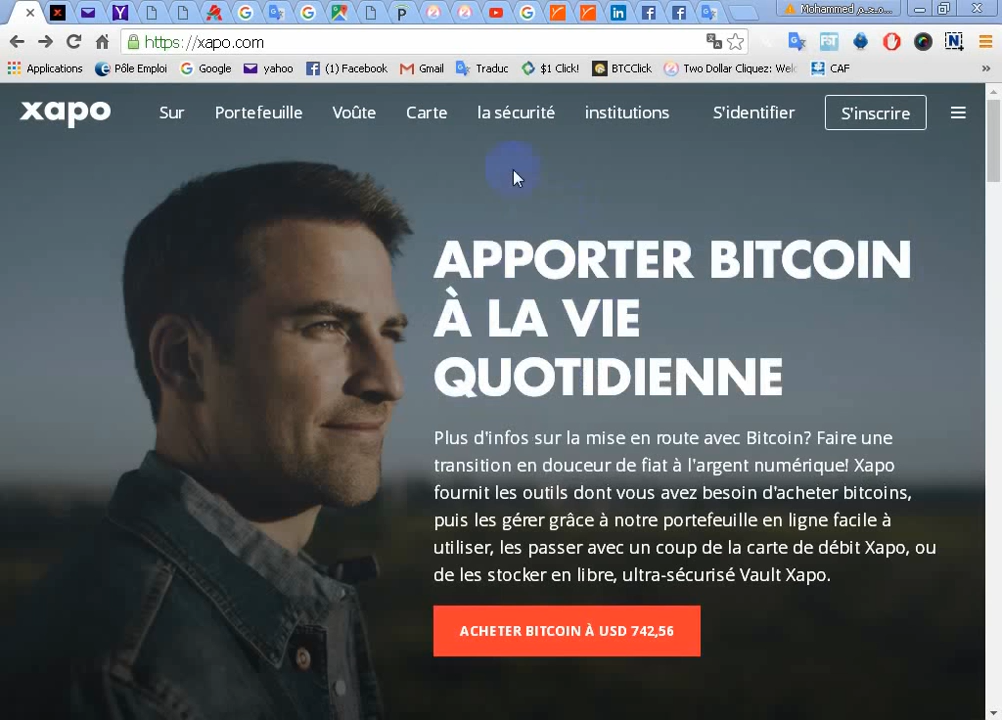 Mohammed
https://xapo.com
Applications Pôle Emploi Google yahoo (1) Facebook Gmail Traduc $1 Click! BTCClick Two Dollar Cliquez: Welc CAF »
xapo Sur Portefeuille Voûte Carte la sécurité institutions S'identifier S'inscrire
APPORTER BITCOIN
À LA VIE
QUOTIDIENNE
Plus d'infos sur la mise en route avec Bitcoin? Faire une
transition en douceur de fiat à l'argent numérique! Xapo
fournit les outils dont vous avez besoin d'acheter bitcoins,
puis les gérer grâce à notre portefeuille en ligne facile à
utiliser, les passer avec un coup de la carte de débit Xapo, ou
de les stocker en libre, ultra-sécurisé Vault Xapo.
ACHETER BITCOIN À USD 742,56